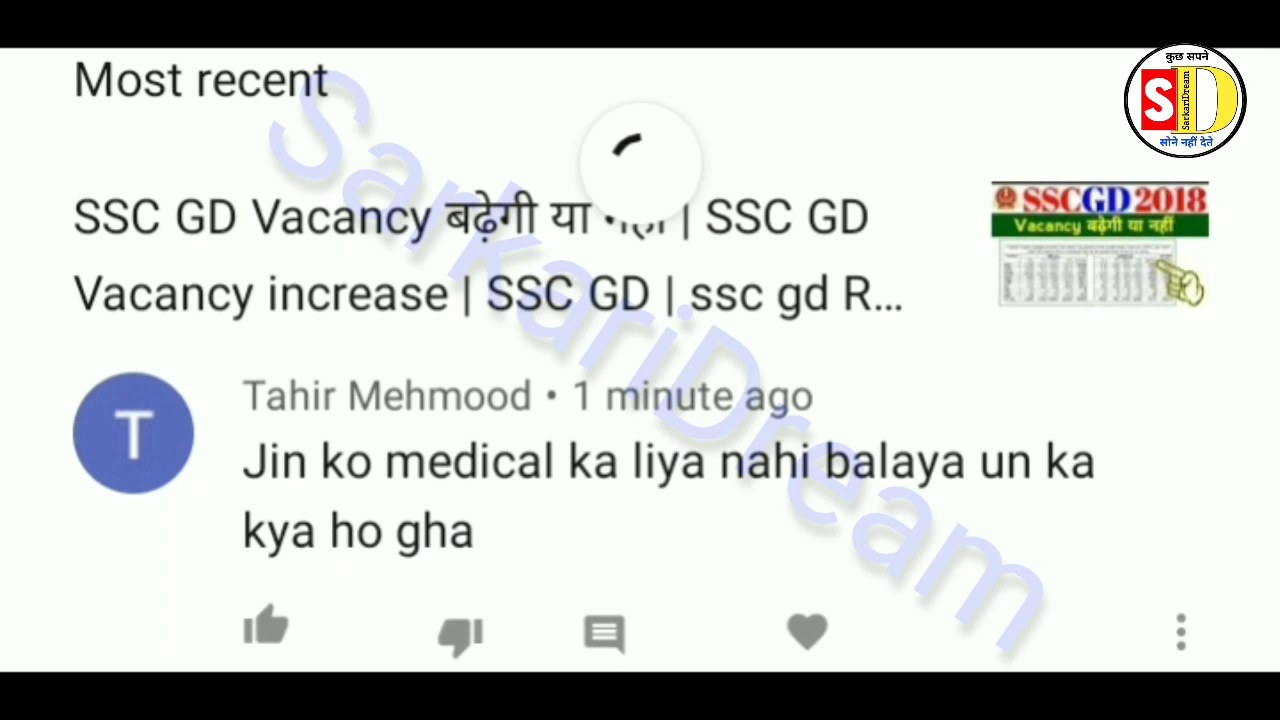 Most recent
कुछ सपने
S SarkariDream D
सोने नहीं देते
SSC GD Vacancy बढ़ेगी या | SSC GD
Vacancy increase | SSC GD | ssc gd R...
SSCGD 2018
Vacancy बढ़ेगी या नहीं
T
Tahir Mehmood • 1 minute ago
Jin ko medical ka liya nahi balaya un ka
kya ho gha
SarkariDream